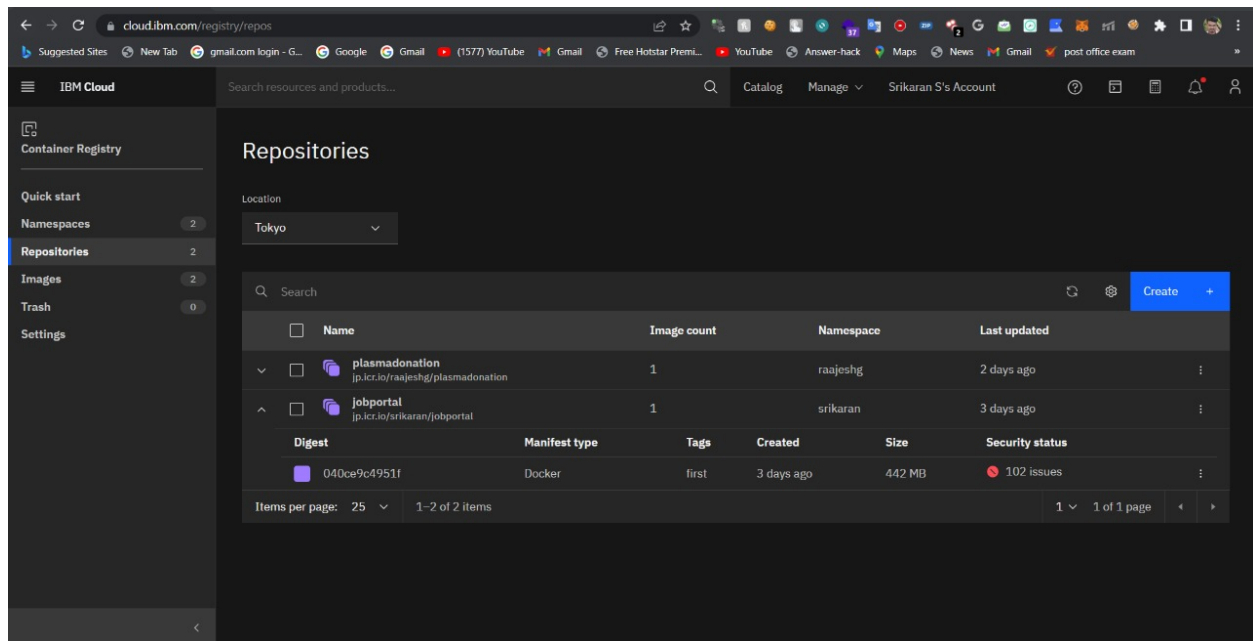 cloud.ibm.com/registry/repos
37 ZIP 2 G
Suggested Sites New Tab gmail.com login - G... Google Gmail (1577) YouTube Gmail Free Hotstar Premi... YouTube Answer-hack Maps News Gmail post office exam »
IBM Cloud Search resources and products... Catalog Manage Srikaran S's Account
Container Registry
Quick start
Namespaces 2
Repositories 2
Images 2
Trash 0
Settings
Repositories
Location
Tokyo
Search Create +
Name Image count Namespace Last updated
plasmadonation 1 raajeshg 2 days ago
jp.icr.io/raajeshg/plasmadonation
jobportal 1 srikaran 3 days ago
jp.icr.io/srikaran/jobportal
Digest Manifest type Tags Created Size Security status
040ce9c4951f Docker first 3 days ago 442 MB 102 issues
Items per page: 25 1–2 of 2 items 1 1 of 1 page